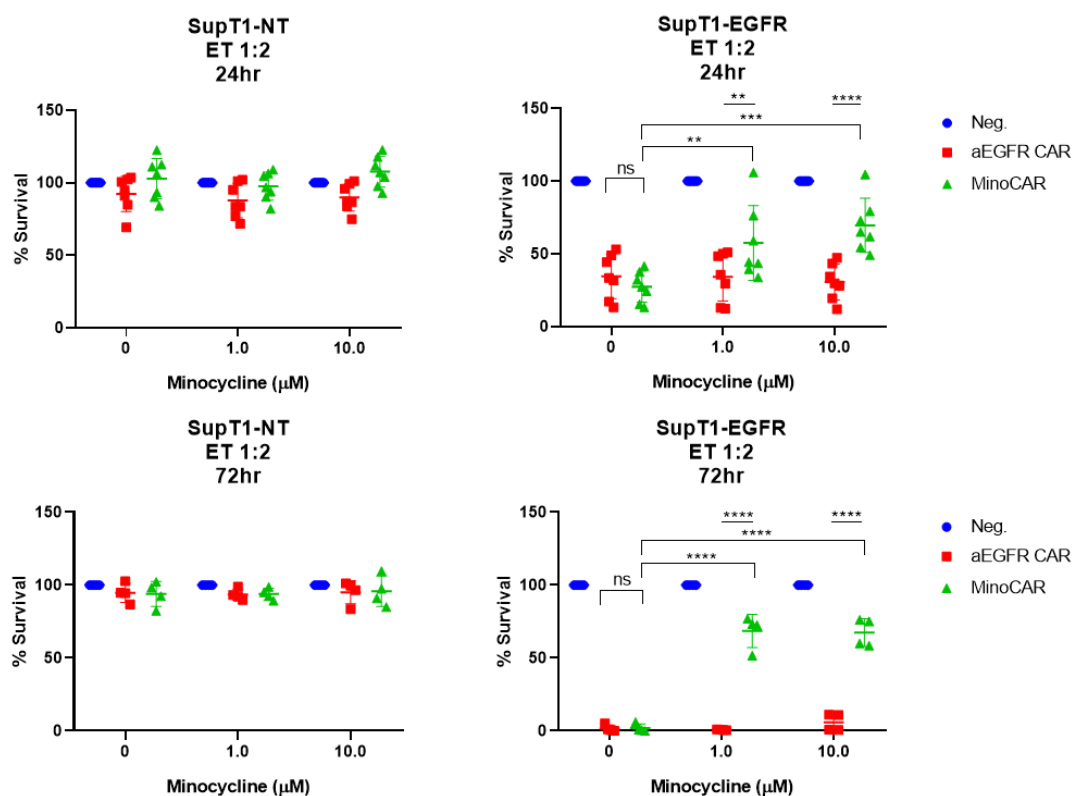 SupT1-NT
ET 1:2
24hr
% Survival
150
100
50
0
0
1.0
10.0
Minocycline (μM)
SupT1-EGFR
ET 1:2
24hr
% Survival
150
100
50
0
ns
**
***
**
****
0
1.0
10.0
Minocycline (μM)
Neg.
aEGFR CAR
MinoCAR
SupT1-NT
ET 1:2
72hr
% Survival
150
100
50
0
0
1.0
10.0
Minocycline (μM)
SupT1-EGFR
ET 1:2
72hr
% Survival
150
100
50
0
ns
****
****
****
****
0
1.0
10.0
Minocycline (μM)
Neg.
aEGFR CAR
MinoCAR